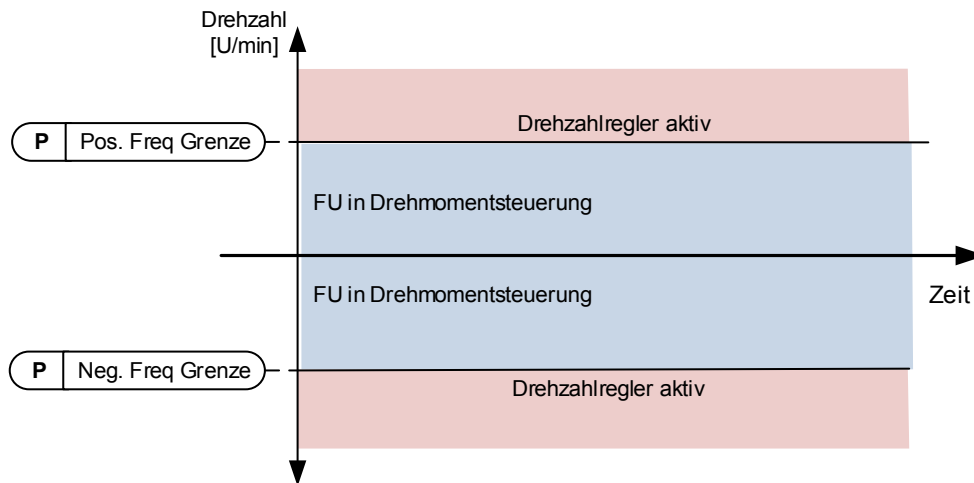 Drehzahl
[U/min]
Drehzahlregler aktiv
P Pos. Freq Grenze
FU in Drehmomentsteuerung
FU in Drehmomentsteuerung
Zeit
P Neg. Freq Grenze
Drehzahlregler aktiv